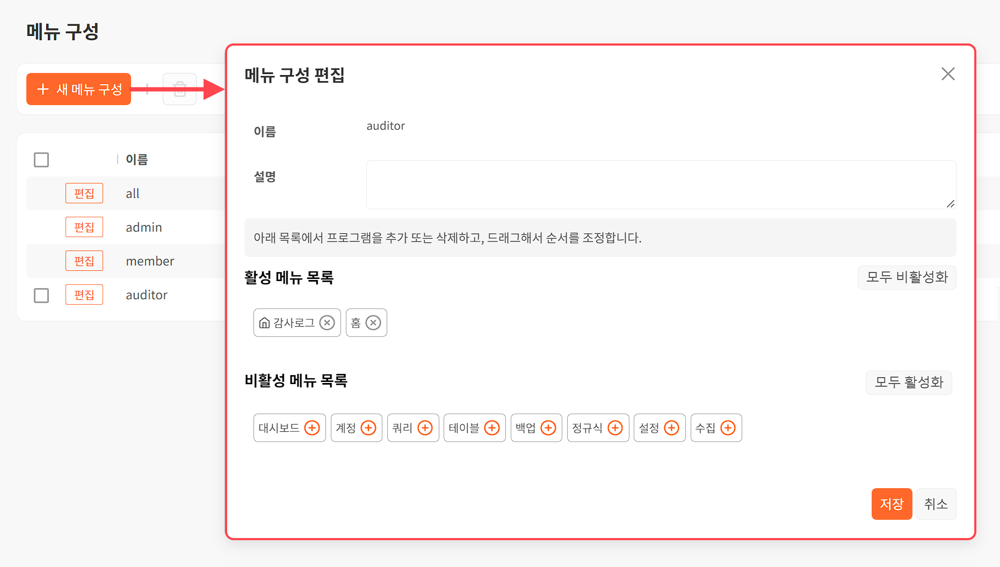 메뉴 구성
새 메뉴 구성
이름
편집 all
편집 admin
편집 member
편집 auditor
메뉴 구성 편집
이름 auditor
설명
아래 목록에서 프로그램을 추가 또는 삭제하고, 드래그해서 순서를 조정합니다.
활성 메뉴 목록 모두 비활성화
감사로그 홈
비활성 메뉴 목록 모두 활성화
대시보드 계정 쿼리 테이블 백업 정규식 설정 수집
저장 취소